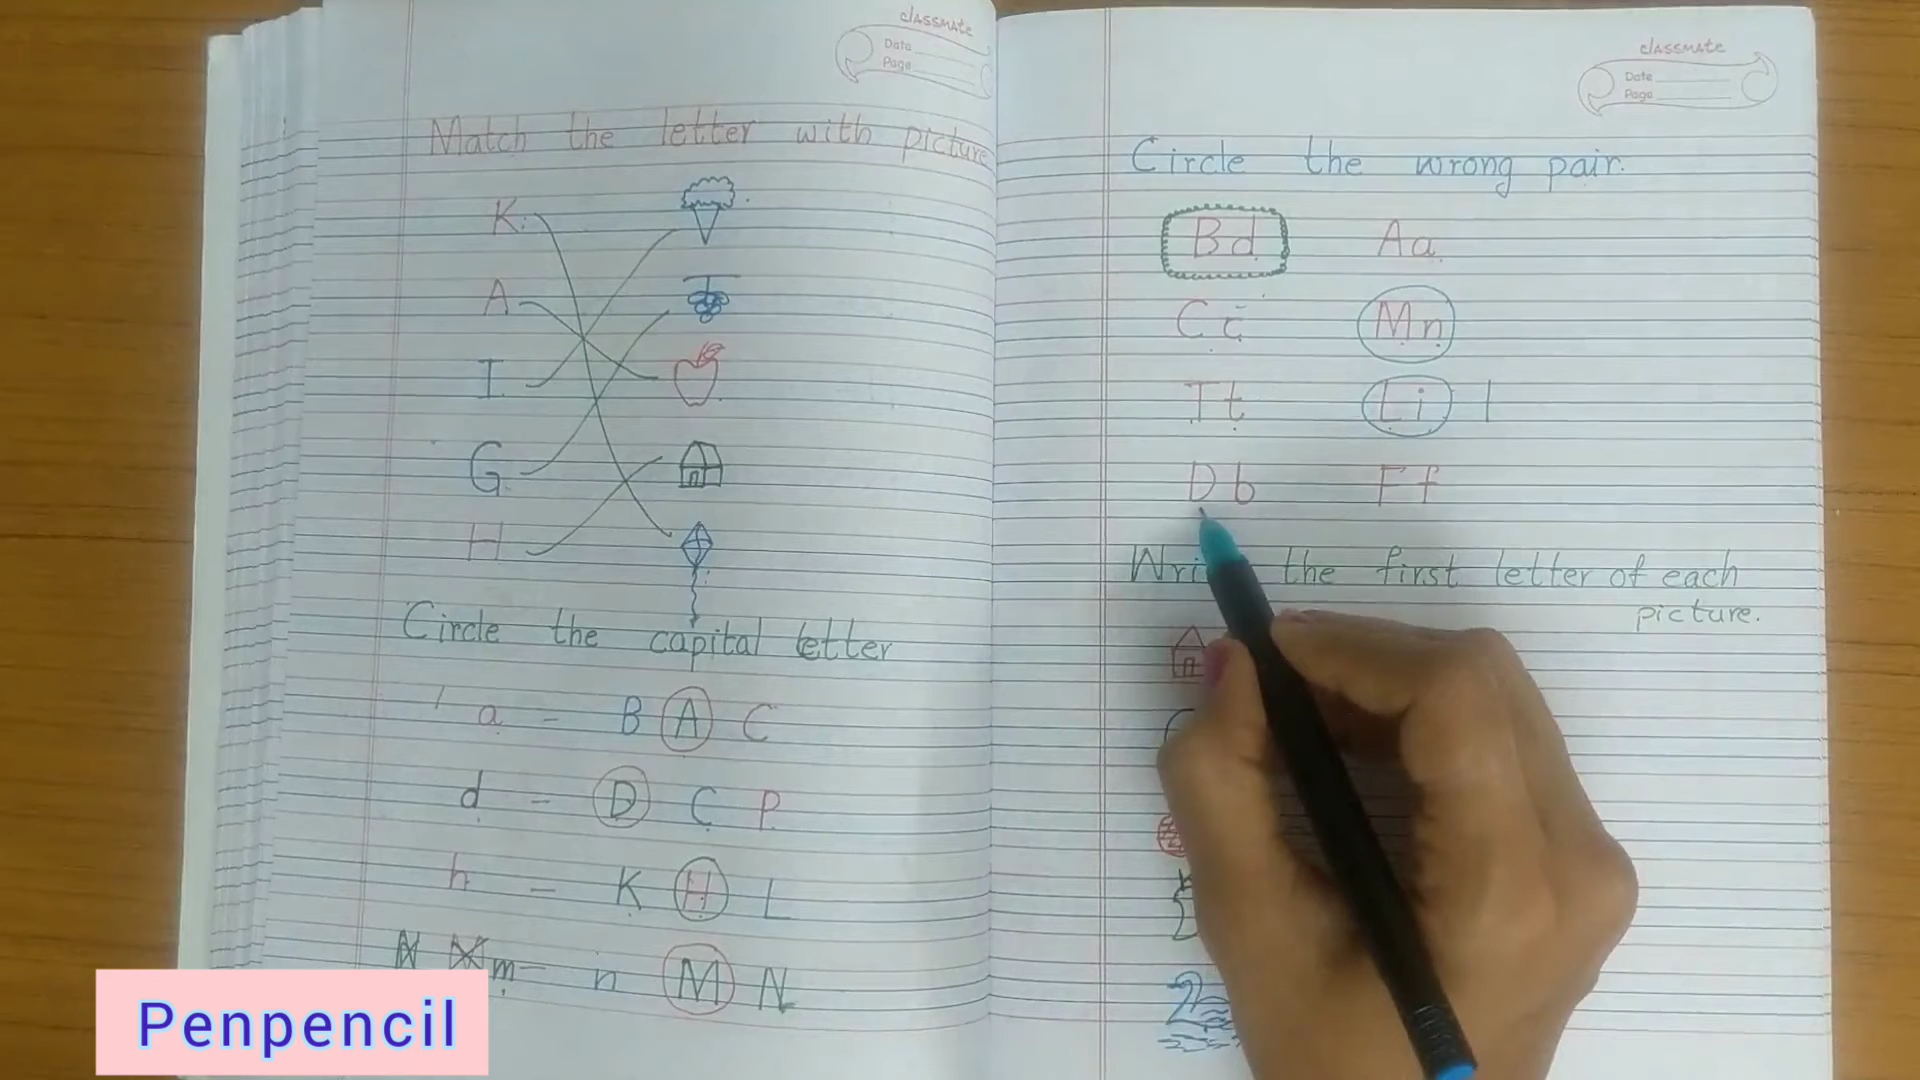 classmate
Date
Page
Match the letter with picture
K
A
I
G
H
Circle the capital letter
a - B A C
d - D C P
h - K H L
N m - n M N
classmate
Date
Page
Circle the wrong pair.
Bd Aa
Cc Mn
Tt Li l
Db Ff
the first letter of each
picture.
Penpencil